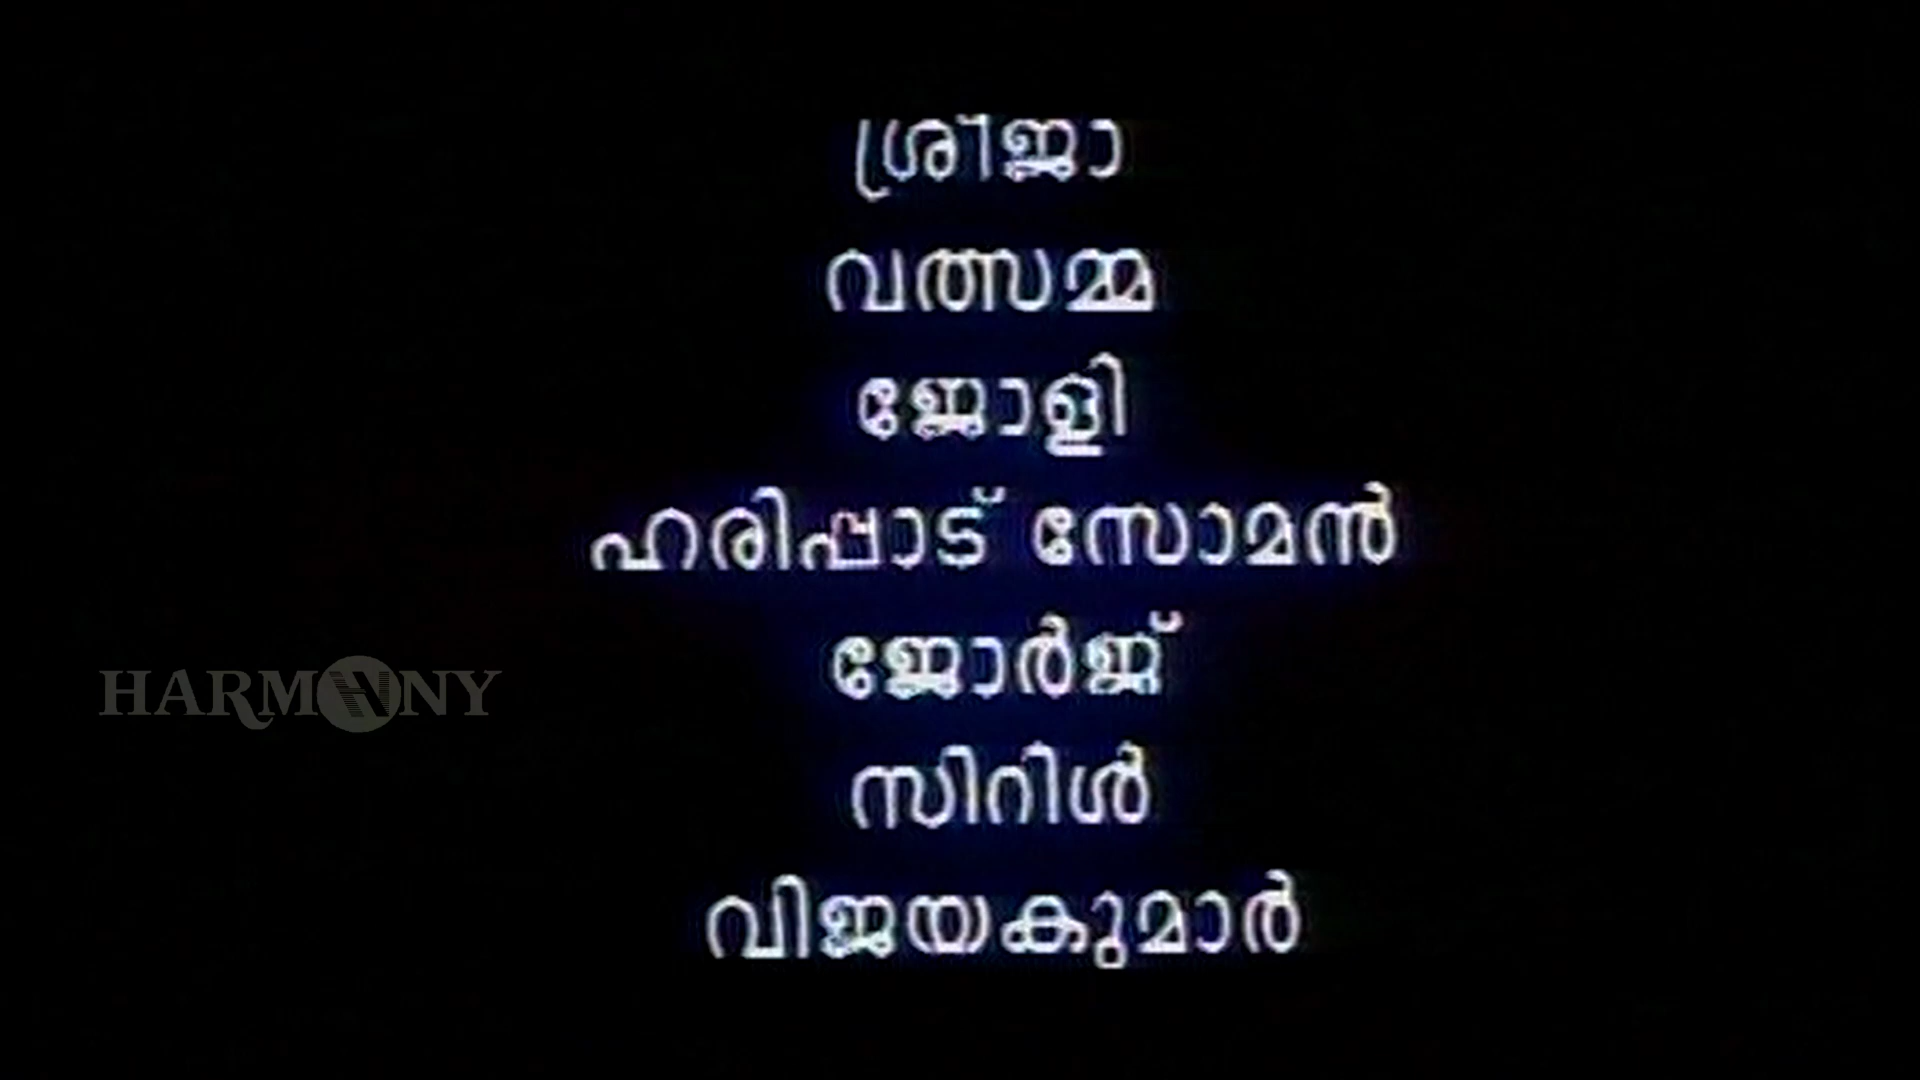 ശ്രീജാ
വത്സമ്മ
ജോളി
ഹരിപ്പാട് സോമൻ
ജോർജ്
HARMONY
സിറിൾ
വിജയകുമാർ